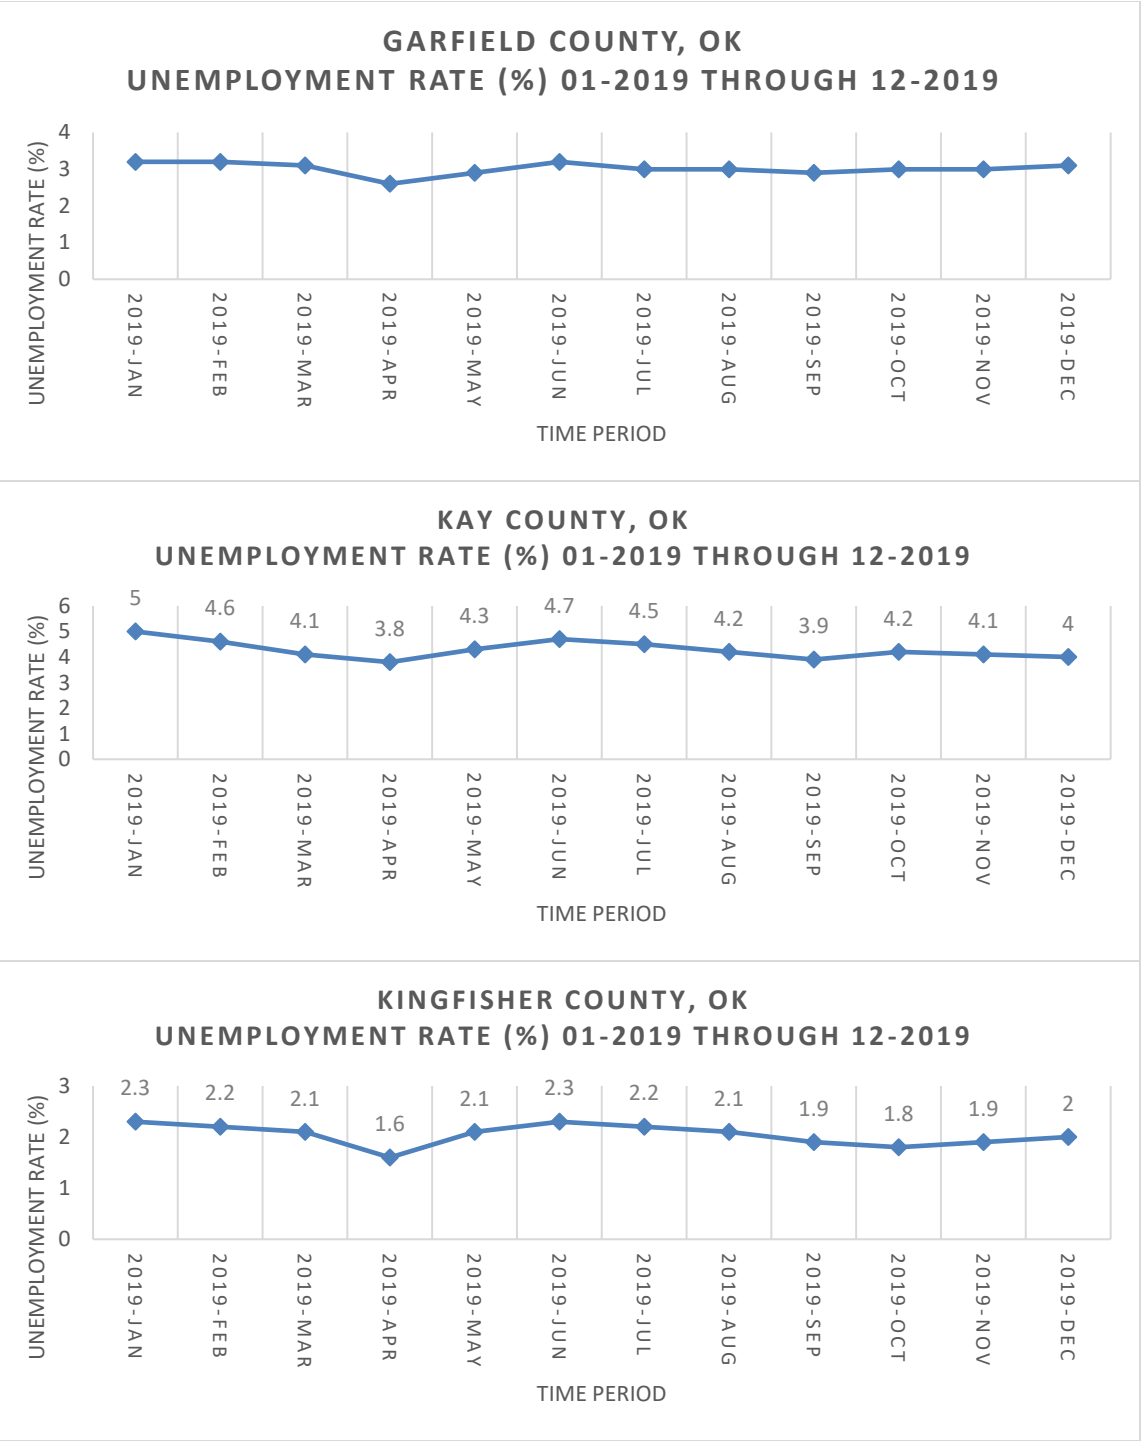 GARFIELD COUNTY, OK
UNEMPLOYMENT RATE (%) 01-2019 THROUGH 12-2019
UNEMPLOYMENT RATE (%)
4
3
2
1
0
2019-JAN
2019-FEB
2019-MAR
2019-APR
2019-MAY
2019-JUN
2019-JUL
2019-AUG
2019-SEP
2019-OCT
2019-NOV
2019-DEC
TIME PERIOD
KAY COUNTY, OK
UNEMPLOYMENT RATE (%) 01-2019 THROUGH 12-2019
UNEMPLOYMENT RATE (%)
6
5
4
3
2
1
0
5
4.6
4.1
3.8
4.3
4.7
4.5
4.2
3.9
4.2
4.1
4
2019-JAN
2019-FEB
2019-MAR
2019-APR
2019-MAY
2019-JUN
2019-JUL
2019-AUG
2019-SEP
2019-OCT
2019-NOV
2019-DEC
TIME PERIOD
KINGFISHER COUNTY, OK
UNEMPLOYMENT RATE (%) 01-2019 THROUGH 12-2019
UNEMPLOYMENT RATE (%)
3
2
1
0
2.3
2.2
2.1
1.6
2.1
2.3
2.2
2.1
1.9
1.8
1.9
2
2019-JAN
2019-FEB
2019-MAR
2019-APR
2019-MAY
2019-JUN
2019-JUL
2019-AUG
2019-SEP
2019-OCT
2019-NOV
2019-DEC
TIME PERIOD